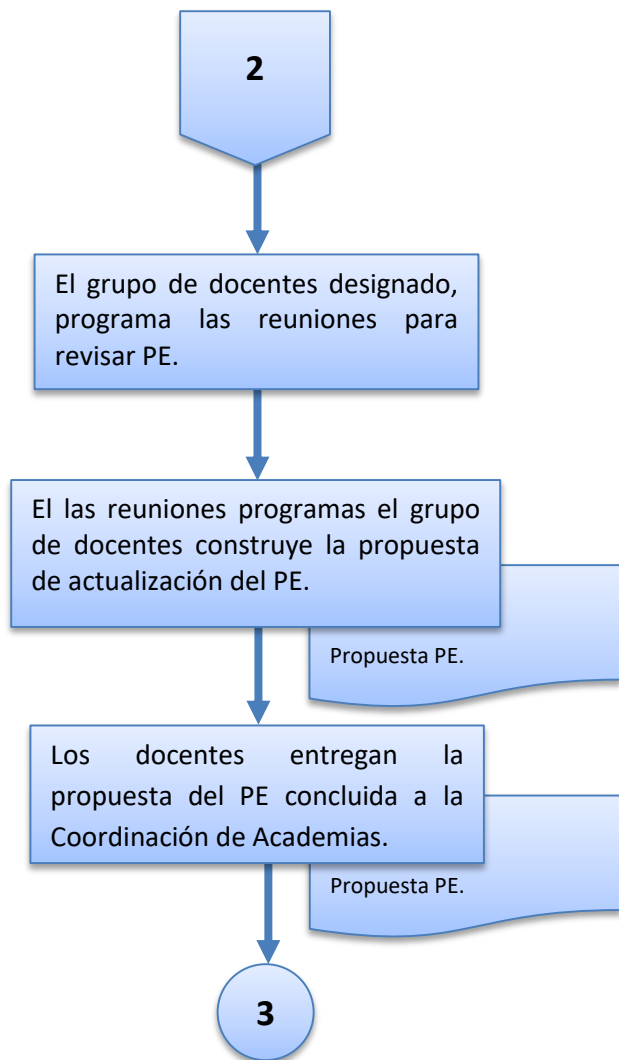 2
El grupo de docentes designado,
programa las reuniones para
revisar PE.
El las reuniones programas el grupo
de docentes construye la propuesta
de actualización del PE.
Propuesta PE.
Los docentes entregan la
propuesta del PE concluida a la
Coordinación de Academias.
Propuesta PE.
3